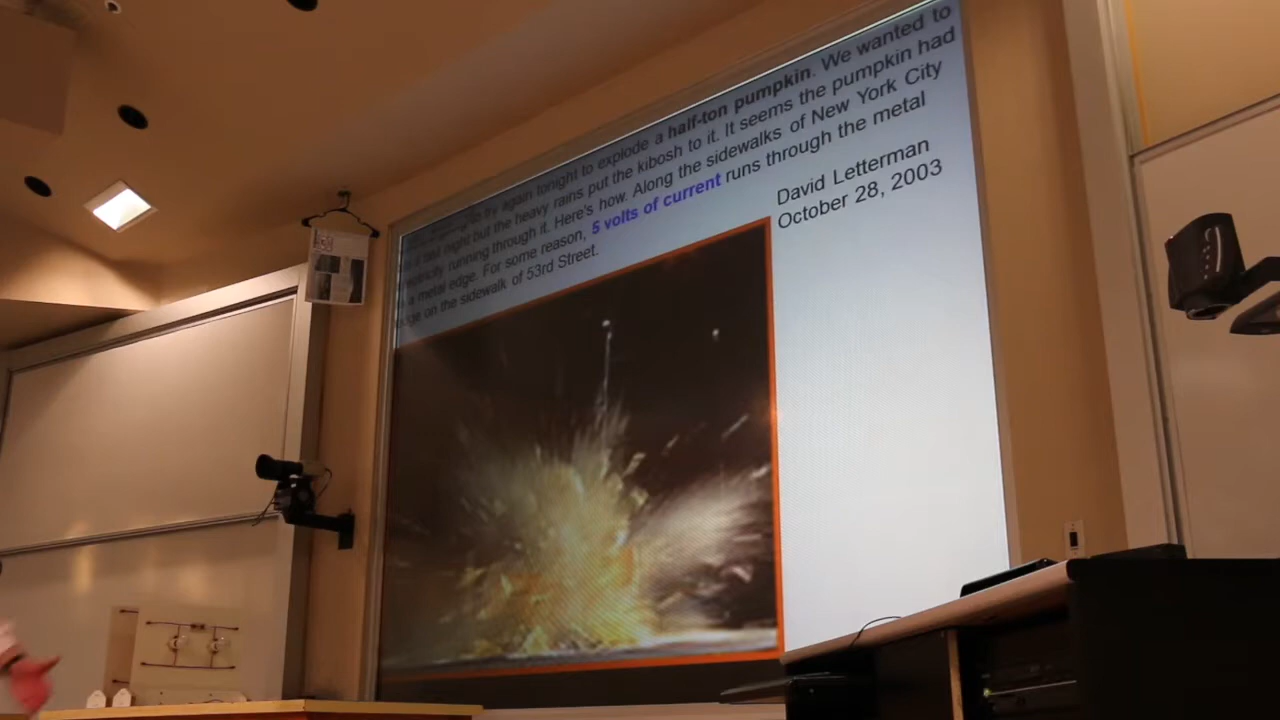 try again tonight to explode a half-ton pumpkin. We wanted to
last night but the heavy rains put the kibosh to it. It seems the pumpkin had
electricity running through it. Here's how. Along the sidewalks of New York City
a metal edge. For some reason, 5 volts of current runs through the metal
edge on the sidewalk of 53rd Street.
David Letterman
October 28, 2003